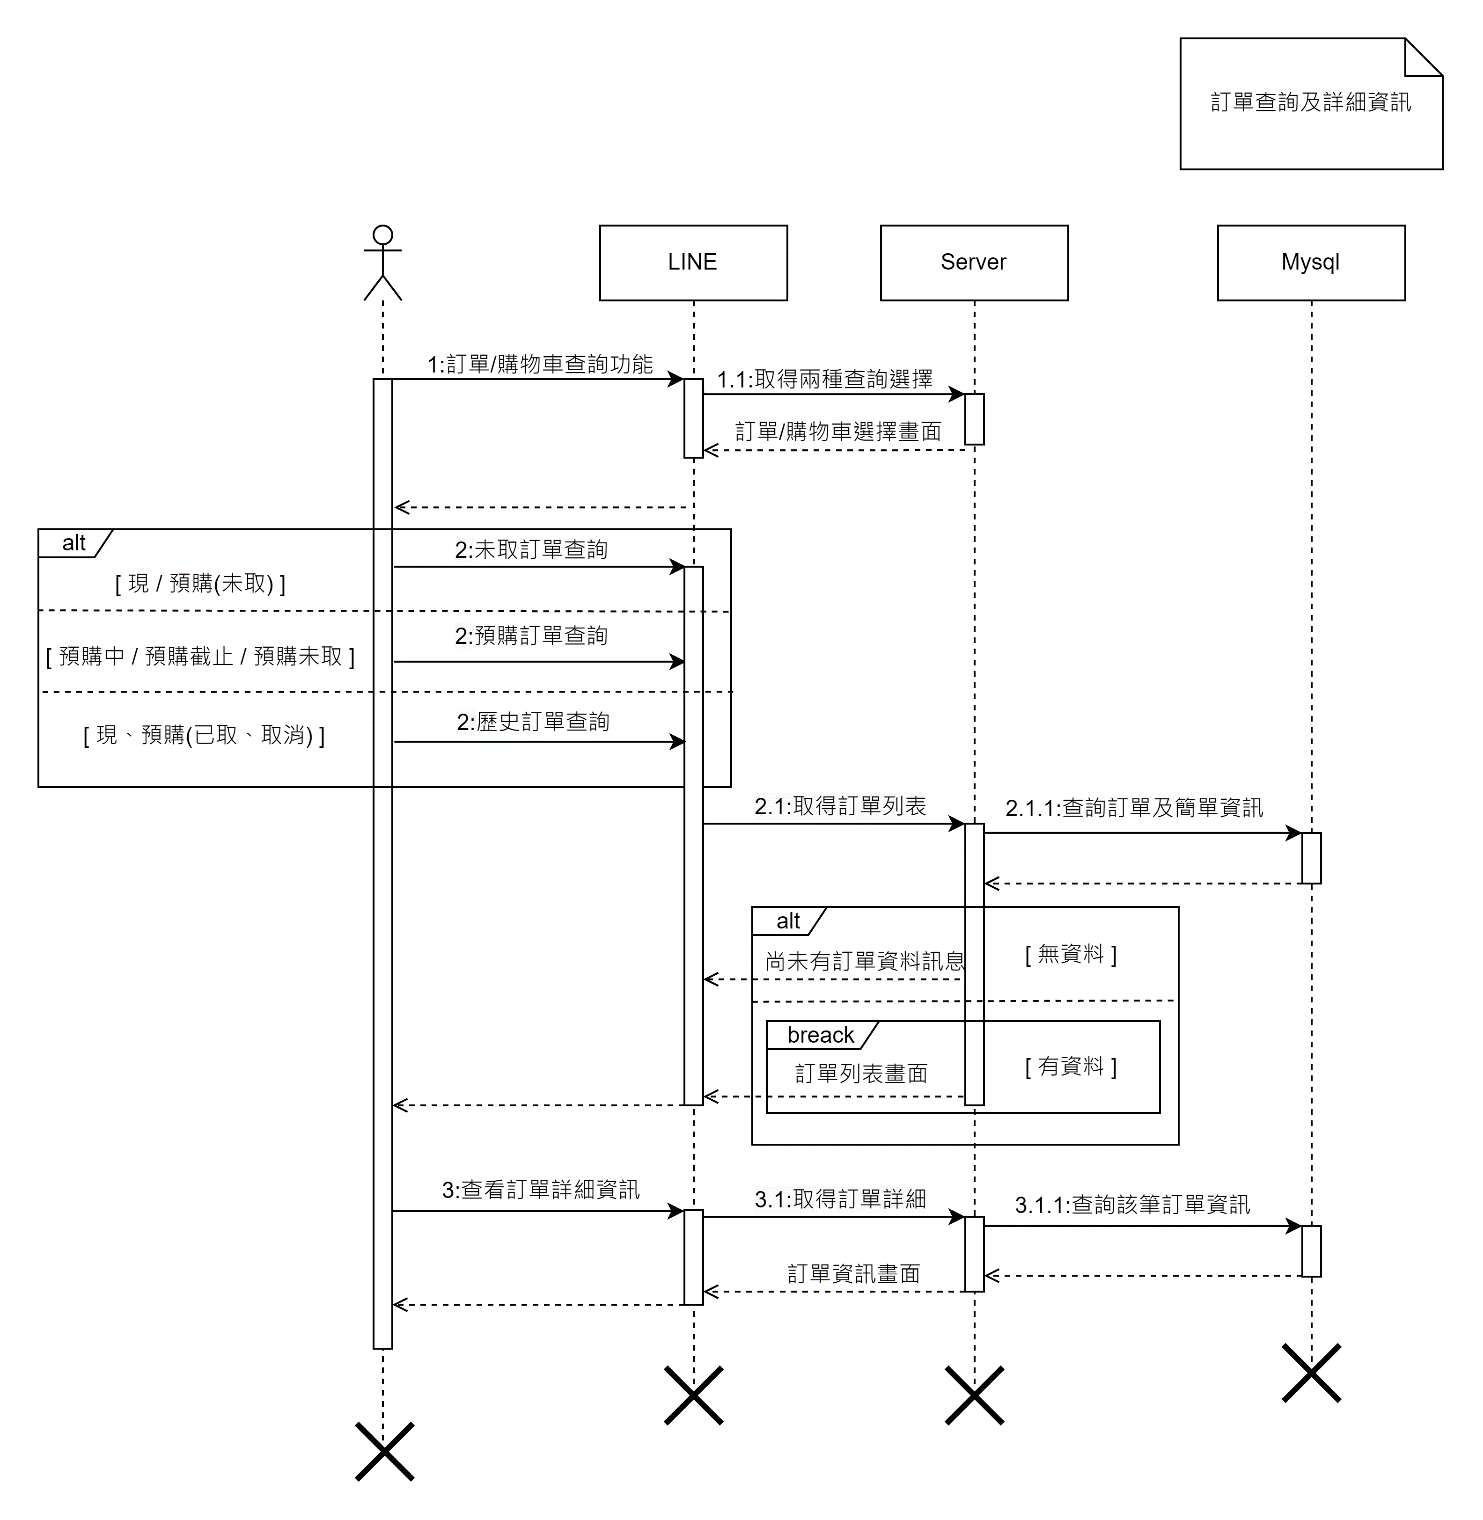 訂單查詢及詳細資訊
LINE
Server
Mysql
1:訂單/購物車查詢功能
1.1:取得兩種查詢選擇
訂單/購物車選擇畫面
alt
2:未取訂單查詢
[ 現 / 預購(未取) ]
2:預購訂單查詢
[ 預購中 / 預購截止 / 預購未取 ]
2:歷史訂單查詢
[ 現、預購(已取、取消) ]
2.1:取得訂單列表
2.1.1:查詢訂單及簡單資訊
alt
[ 無資料 ]
尚未有訂單資料訊息
breack
[ 有資料 ]
訂單列表畫面
3:查看訂單詳細資訊
3.1:取得訂單詳細
3.1.1:查詢該筆訂單資訊
訂單資訊畫面